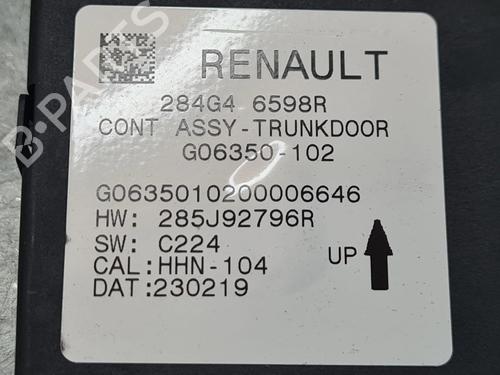 RENAULT
284G4 6598R
CONT ASSY-TRUNKDOOR
G06350-102
G0635010200006646
HW: 285J92796R
SW: C224
CAL:HHN-104
UP
DAT:230219
B-PARTS